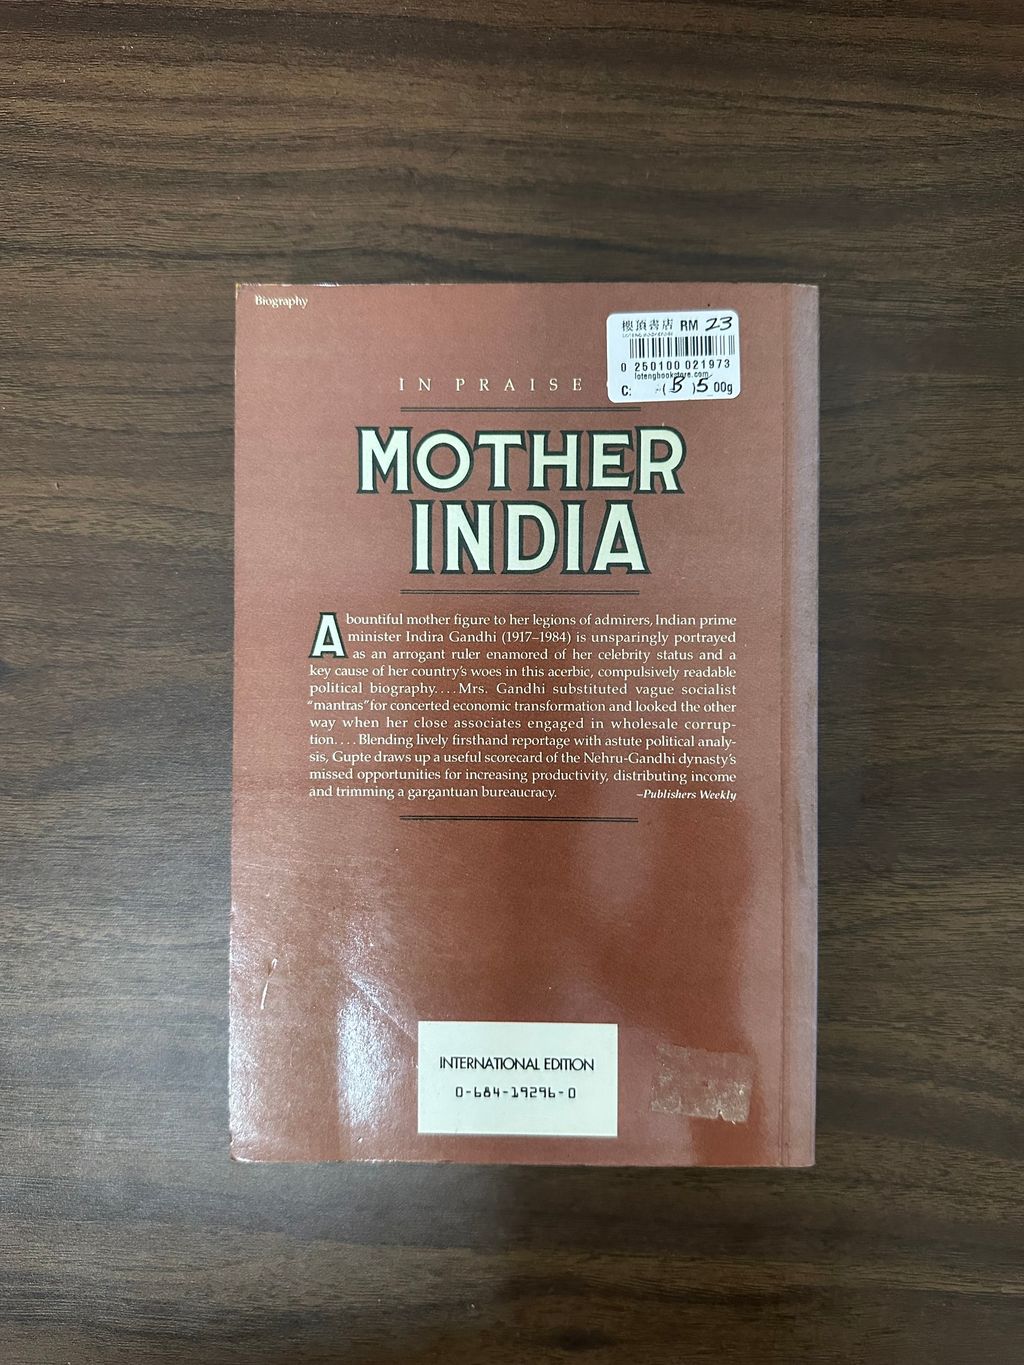 Biography
樓頂書店 RM 23
0 250100 021973
lotengbookstore.com
C: (B )5 00g
IN PRAISE
MOTHER
INDIA
A bountiful mother figure to her legions of admirers, Indian prime
minister Indira Gandhi (1917–1984) is unsparingly portrayed
as an arrogant ruler enamored of her celebrity status and a
key cause of her country's woes in this acerbic, compulsively readable
political biography....Mrs. Gandhi substituted vague socialist
"mantras" for concerted economic transformation and looked the other
way when her close associates engaged in wholesale corrup-
tion....Blending lively firsthand reportage with astute political analy-
sis, Gupte draws up a useful scorecard of the Nehru-Gandhi dynasty's
missed opportunities for increasing productivity, distributing income
and trimming a gargantuan bureaucracy. –Publishers Weekly
INTERNATIONAL EDITION
0-684-19296-0